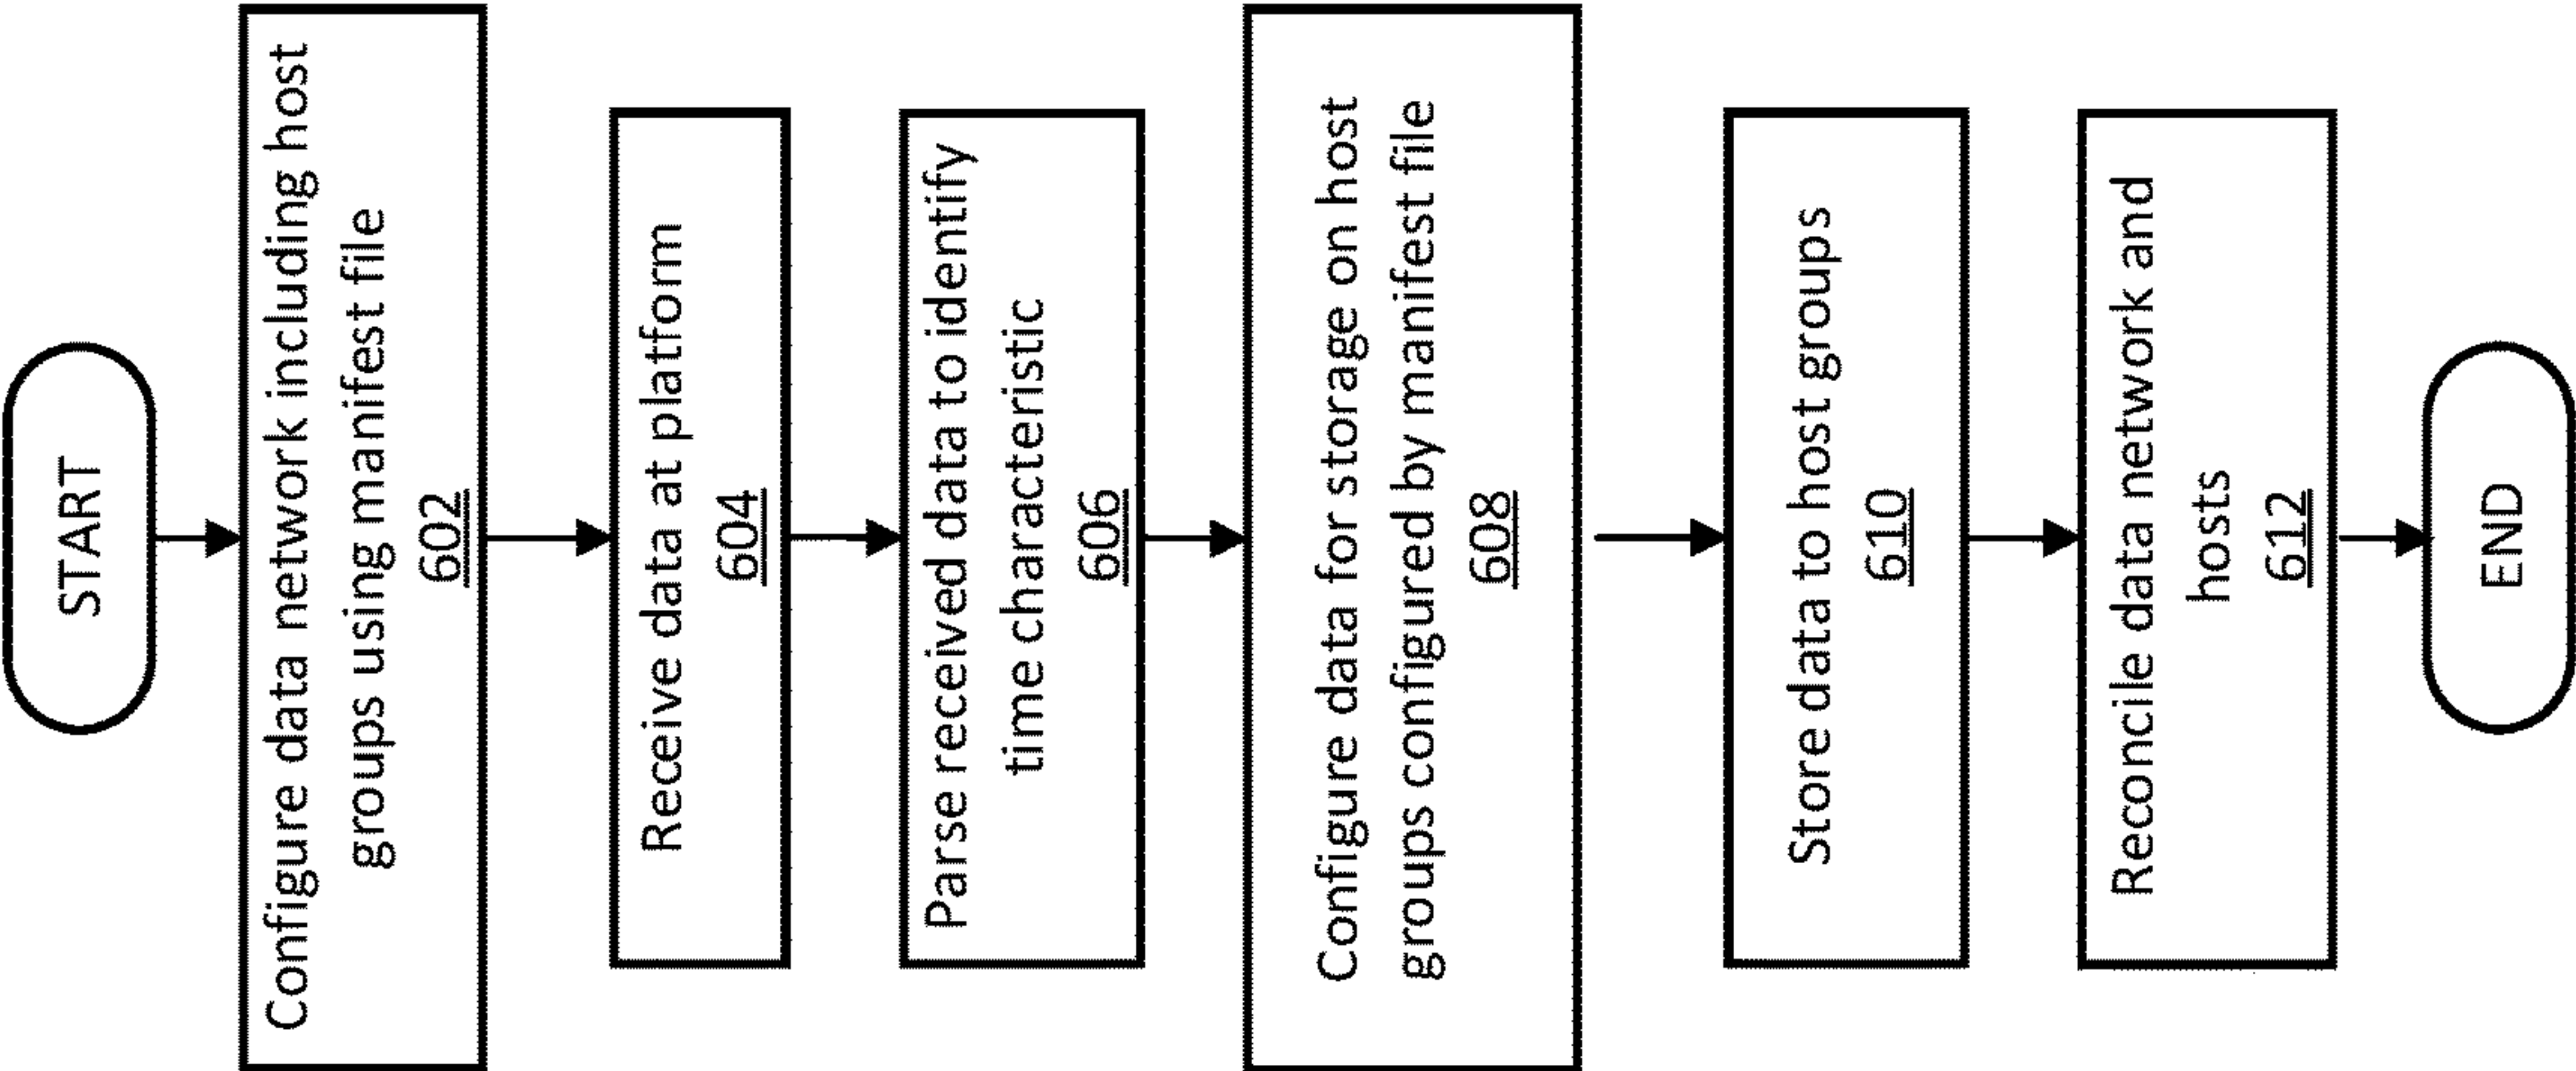 START
Configure data network including host
groups using manifest file
602
Receive data at platform
604
Parse received data to identify
time characteristic
606
Configure data for storage on host
groups configured by manifest file
608
Store data to host groups
610
Reconcile data network and
hosts
612
END